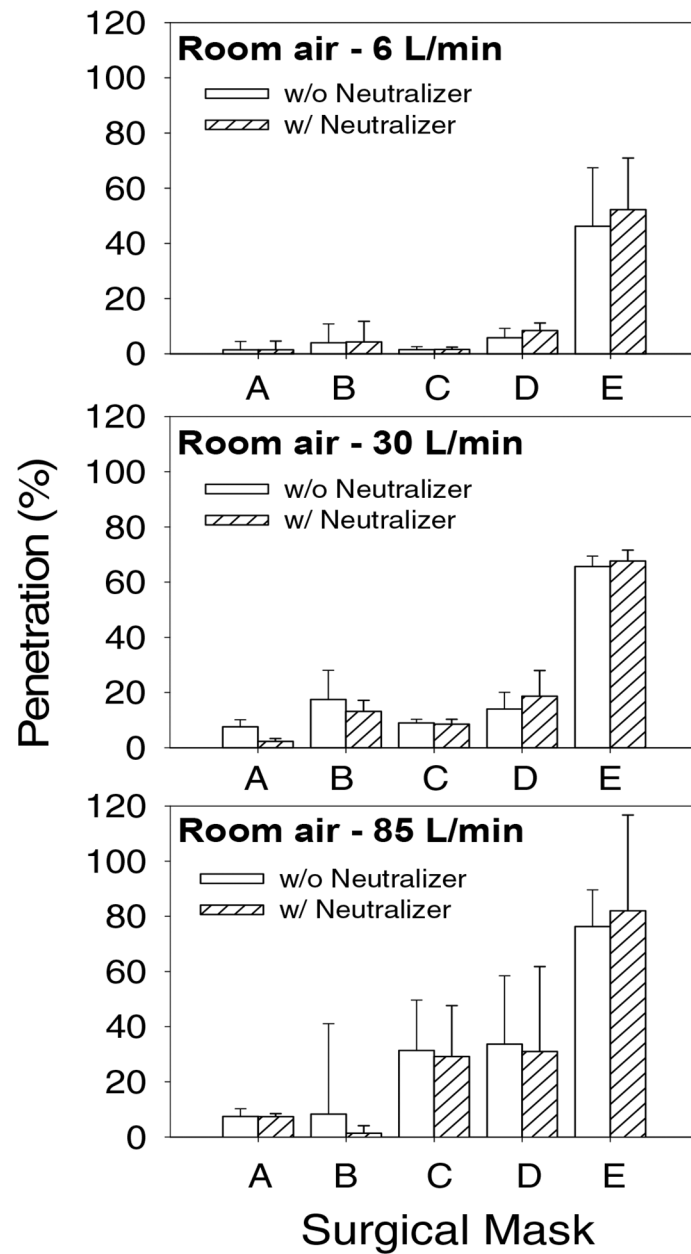 Penetration (%)
120
100
80
60
40
20
0
Room air - 6 L/min
w/o Neutralizer
w/ Neutralizer
A B C D E
120
100
80
60
40
20
0
Room air - 30 L/min
w/o Neutralizer
w/ Neutralizer
A B C D E
120
100
80
60
40
20
0
Room air - 85 L/min
w/o Neutralizer
w/ Neutralizer
A B C D E
Surgical Mask